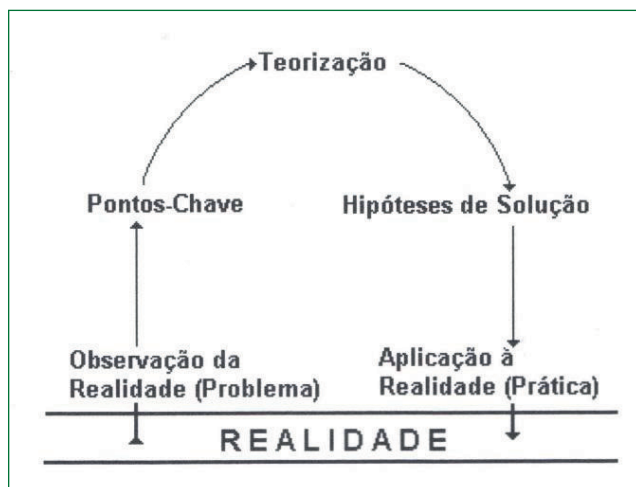 Teorização
Pontos-Chave
Hipóteses de Solução
Observação da
Realidade (Problema)
Aplicação à
Realidade (Prática)
REALIDADE